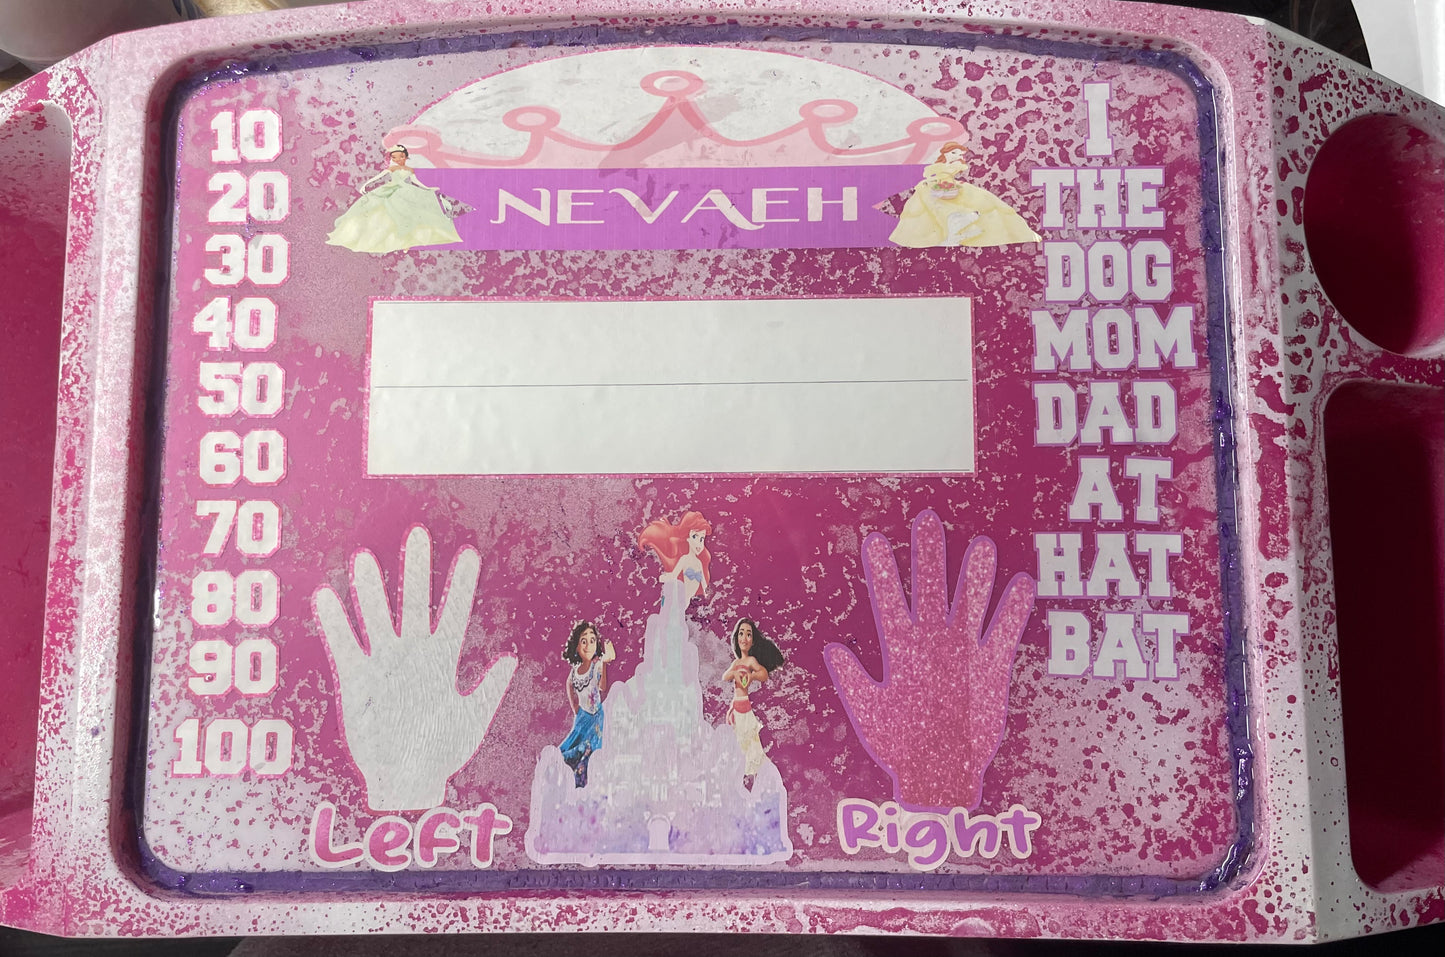 NEVAEH
10
20
30
40
50
60
70
80
90
100
I
THE
DOG
MOM
DAD
AT
HAT
BAT
Left
Right